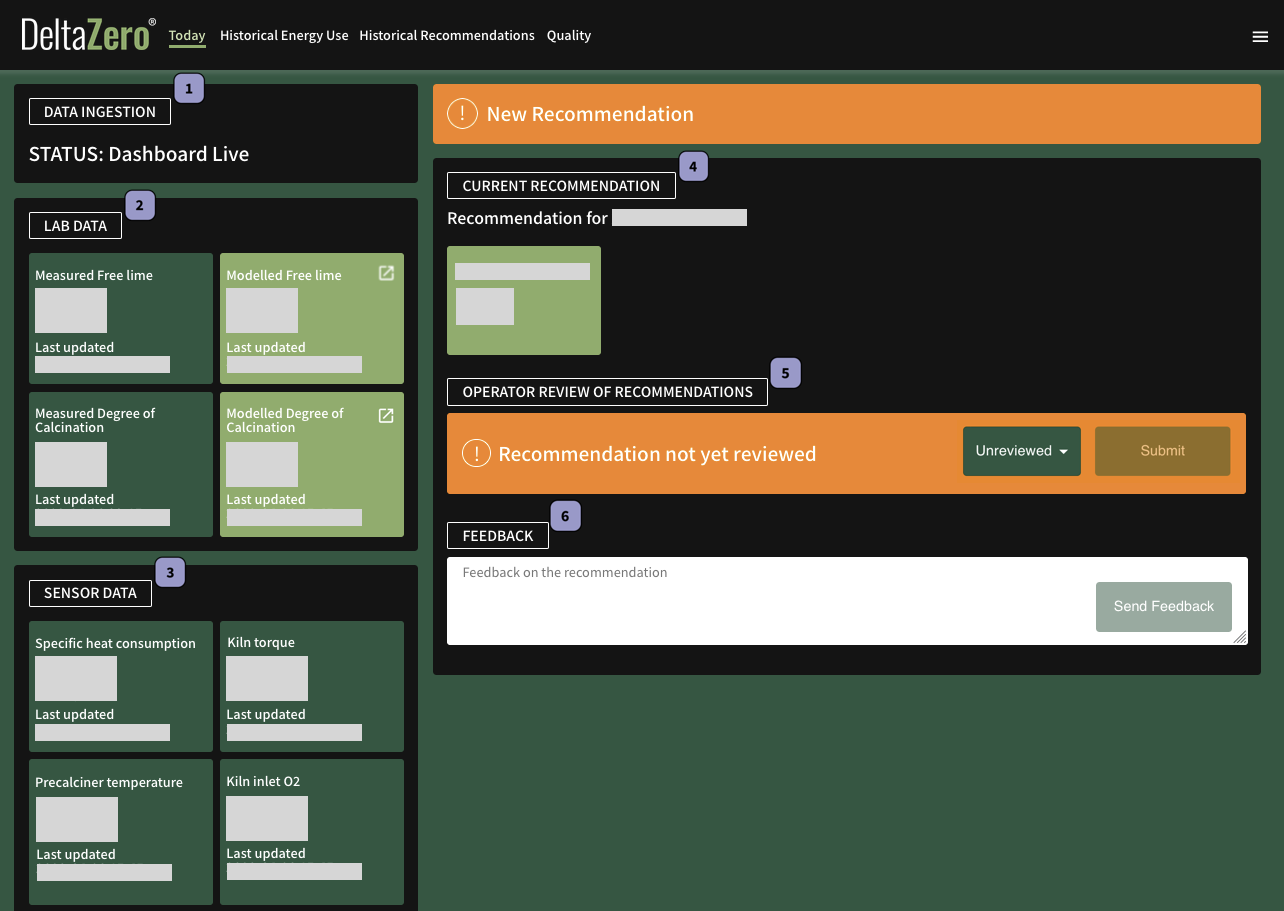 DeltaZero®
Today Historical Energy Use Historical Recommendations Quality
1
DATA INGESTION
STATUS: Dashboard Live
2
LAB DATA
Measured Free lime
Last updated
Modelled Free lime
Last updated
Measured Degree of
Calcination
Last updated
Modelled Degree of
Calcination
Last updated
3
SENSOR DATA
Specific heat consumption
Last updated
Kiln torque
Last updated
Precalciner temperature
Last updated
Kiln inlet O2
Last updated
! New Recommendation
4
CURRENT RECOMMENDATION
Recommendation for
5
OPERATOR REVIEW OF RECOMMENDATIONS
! Recommendation not yet reviewed
Unreviewed
Submit
6
FEEDBACK
Feedback on the recommendation
Send Feedback